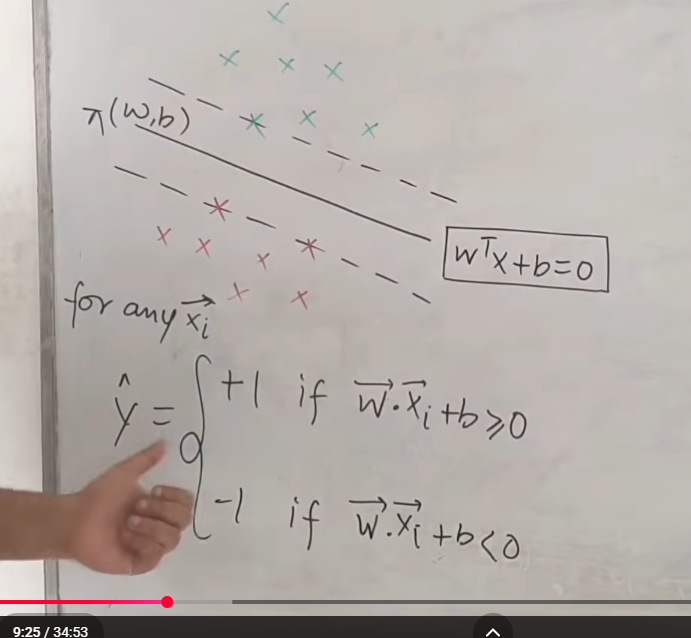 π(w,b)
wᵀx+b=0
for any x⃗ᵢ
ŷ = { +1 if w⃗.x⃗ᵢ+b≥0
-1 if w⃗.x⃗ᵢ+b<0
9:25 / 34:53